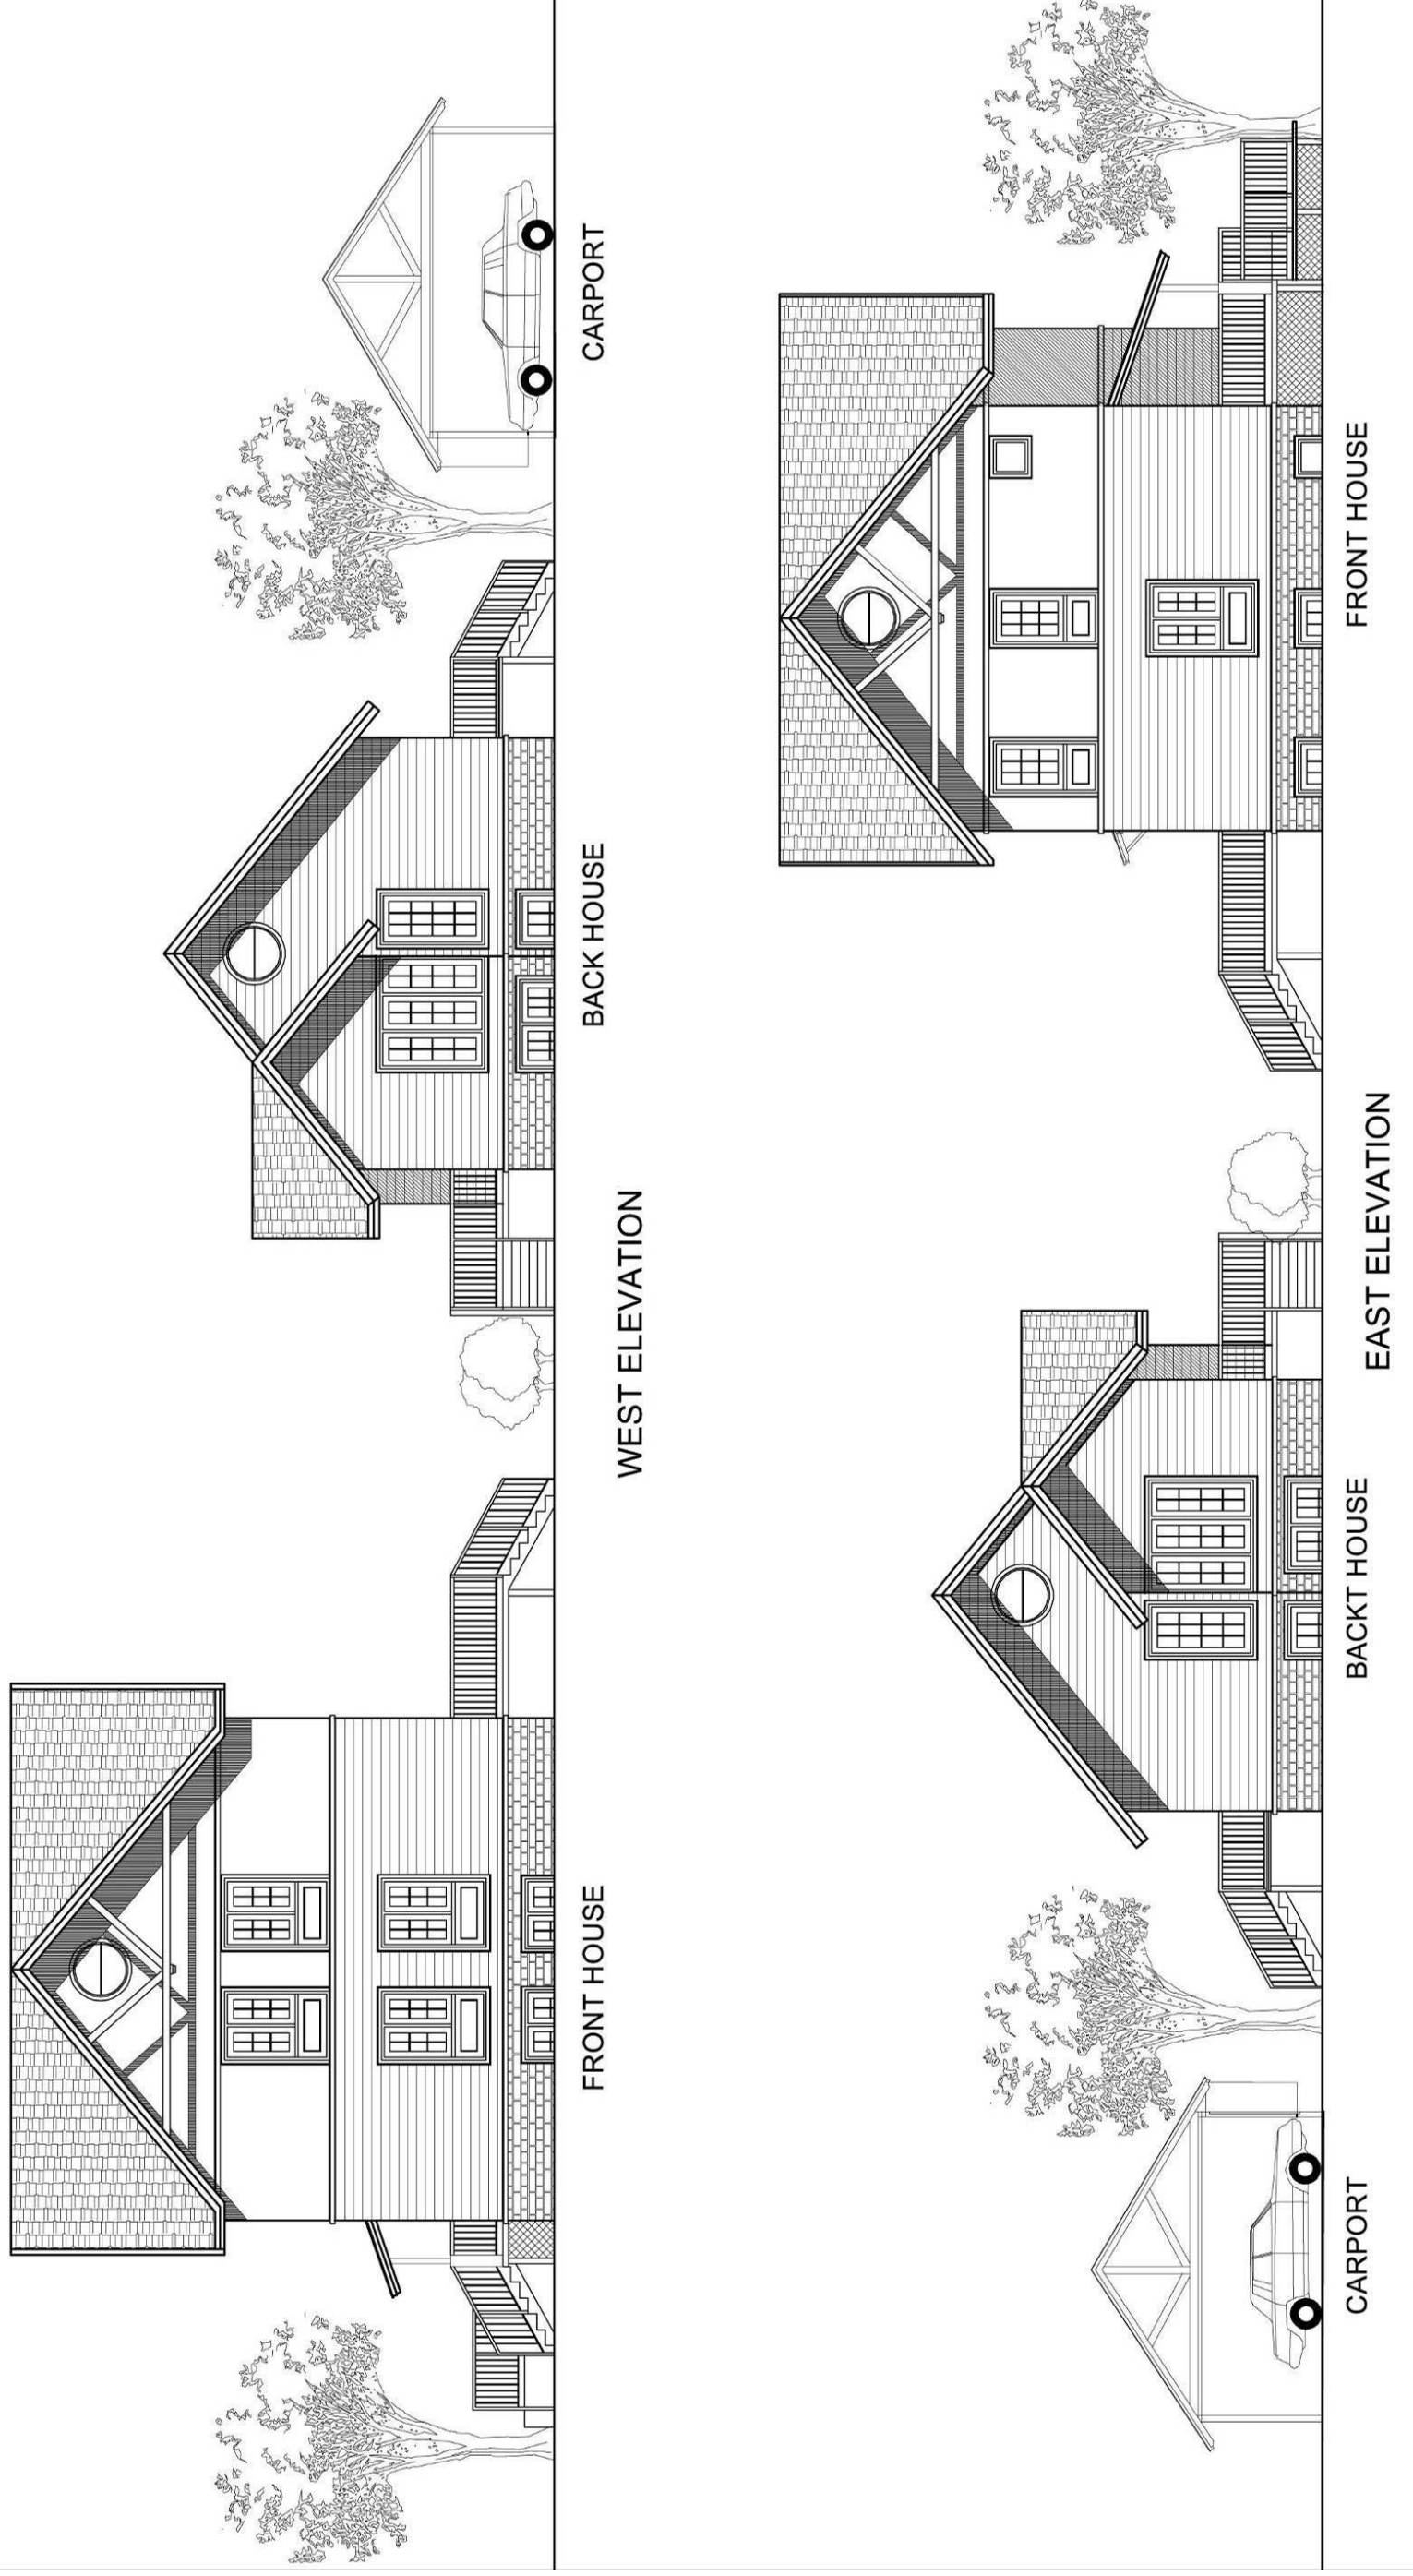 FRONT HOUSE
BACK HOUSE
CARPORT
WEST ELEVATION
CARPORT
BACKT HOUSE
FRONT HOUSE
EAST ELEVATION